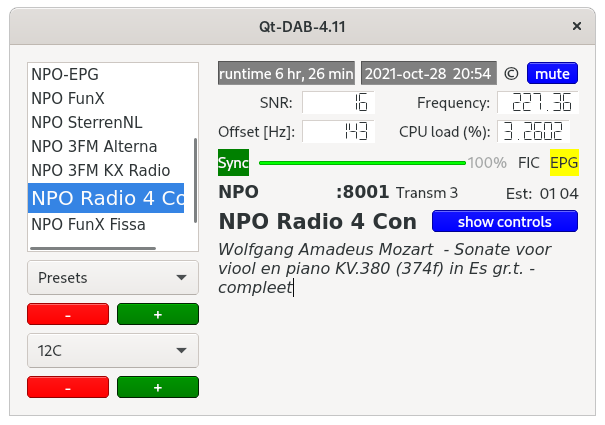 Qt-DAB-4.11
×
NPO-EPG
NPO FunX
NPO SterrenNL
NPO 3FM Alterna
NPO 3FM KX Radio
NPO Radio 4 Co
NPO FunX Fissa
Presets
-
+
12C
-
+
runtime 6 hr, 26 min
2021-oct-28 20:54
©
mute
SNR: 16
Frequency: 227.36
Offset [Hz]: 143
CPU load (%): 3.2602
Sync
100%
FIC
EPG
NPO :8001 Transm 3 Est: 01 04
NPO Radio 4 Con
show controls
Wolfgang Amadeus Mozart - Sonate voor
viool en piano KV.380 (374f) in Es gr.t. -
compleet